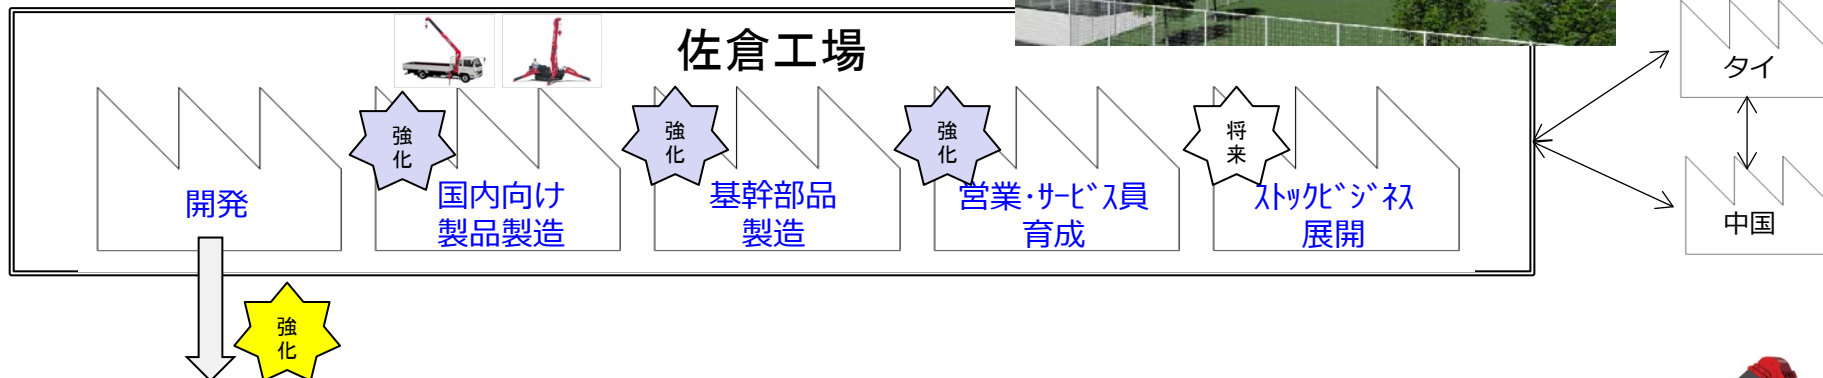 佐倉工場
タイ
強
化
強
化
強
化
将
来
開発
国内向け
製品製造
基幹部品
製造
営業･ｻｰﾋﾞｽ員
育成
ｽﾄｯｸﾋﾞｼﾞﾈｽ
展開
中国
強
化